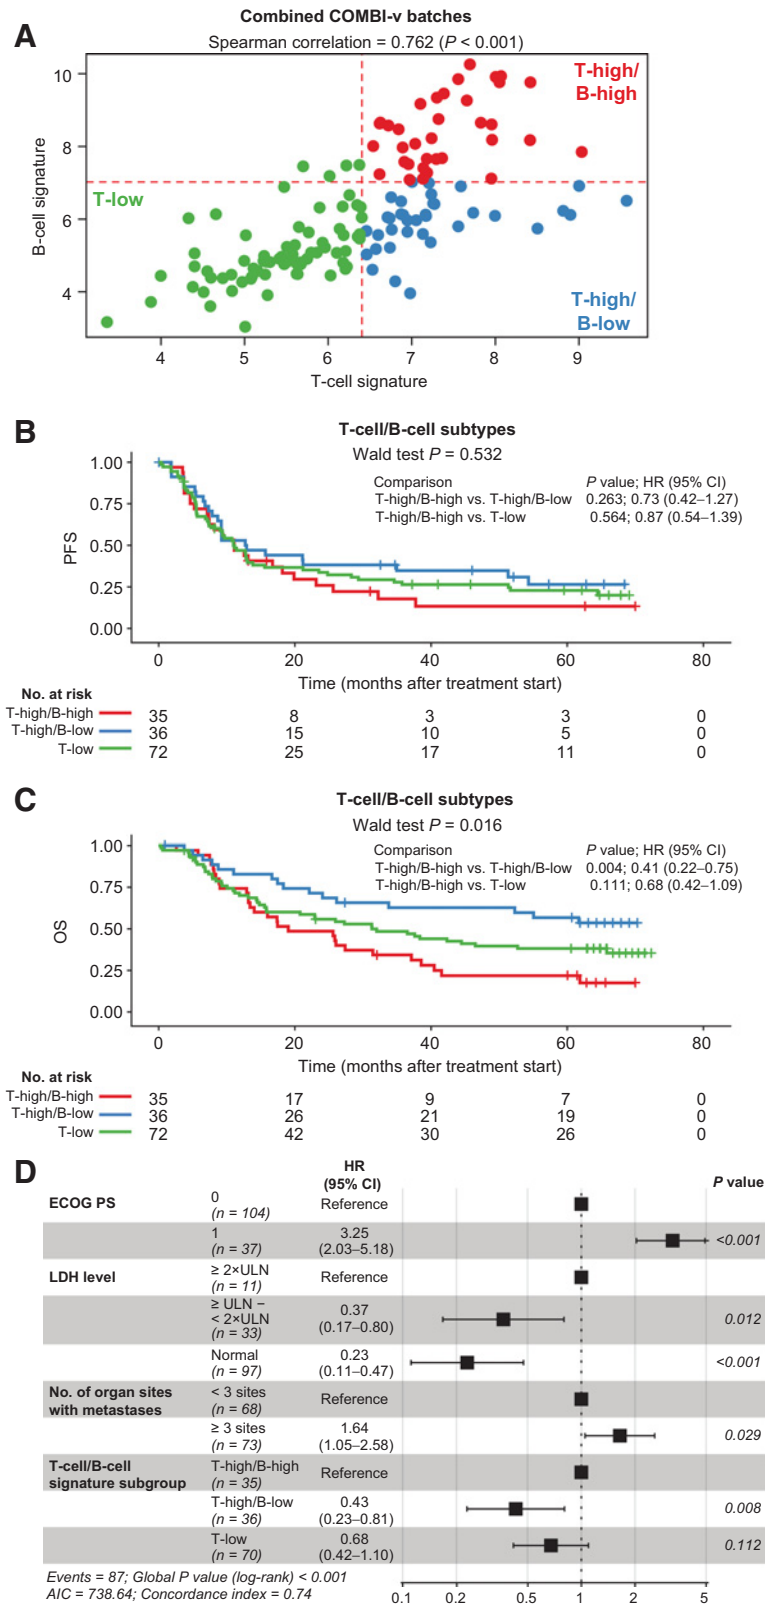 A
Combined COMBI-v batches
Spearman correlation = 0.762 (P < 0.001)
T-high/
B-high
T-low
T-high/
B-low
B-cell signature
10
8
6
4
4 5 6 7 8 9
T-cell signature
B
T-cell/B-cell subtypes
Wald test P = 0.532
Comparison P value; HR (95% CI)
T-high/B-high vs. T-high/B-low 0.263; 0.73 (0.42–1.27)
T-high/B-high vs. T-low 0.564; 0.87 (0.54–1.39)
PFS
1.00
0.75
0.50
0.25
0.00
0 20 40 60 80
Time (months after treatment start)
No. at risk
T-high/B-high 35 8 3 3 0
T-high/B-low 36 15 10 5 0
T-low 72 25 17 11 0
C
T-cell/B-cell subtypes
Wald test P = 0.016
Comparison P value; HR (95% CI)
T-high/B-high vs. T-high/B-low 0.004; 0.41 (0.22–0.75)
T-high/B-high vs. T-low 0.111; 0.68 (0.42–1.09)
OS
1.00
0.75
0.50
0.25
0.00
0 20 40 60 80
Time (months after treatment start)
No. at risk
T-high/B-high 35 17 9 7 0
T-high/B-low 36 26 21 19 0
T-low 72 42 30 26 0
D
HR
(95% CI)
P value
ECOG PS 0
(n = 104) Reference
1
(n = 37) 3.25
(2.03–5.18) <0.001
LDH level ≥ 2×ULN
(n = 11) Reference
≥ ULN –
< 2×ULN
(n = 33) 0.37
(0.17–0.80) 0.012
Normal
(n = 97) 0.23
(0.11–0.47) <0.001
No. of organ sites
with metastases < 3 sites
(n = 68) Reference
≥ 3 sites
(n = 73) 1.64
(1.05–2.58) 0.029
T-cell/B-cell
signature subgroup T-high/B-high
(n = 35) Reference
T-high/B-low
(n = 36) 0.43
(0.23–0.81) 0.008
T-low
(n = 70) 0.68
(0.42–1.10) 0.112
Events = 87; Global P value (log-rank) < 0.001
AIC = 738.64; Concordance index = 0.74
0.1 0.2 0.5 1 2 5